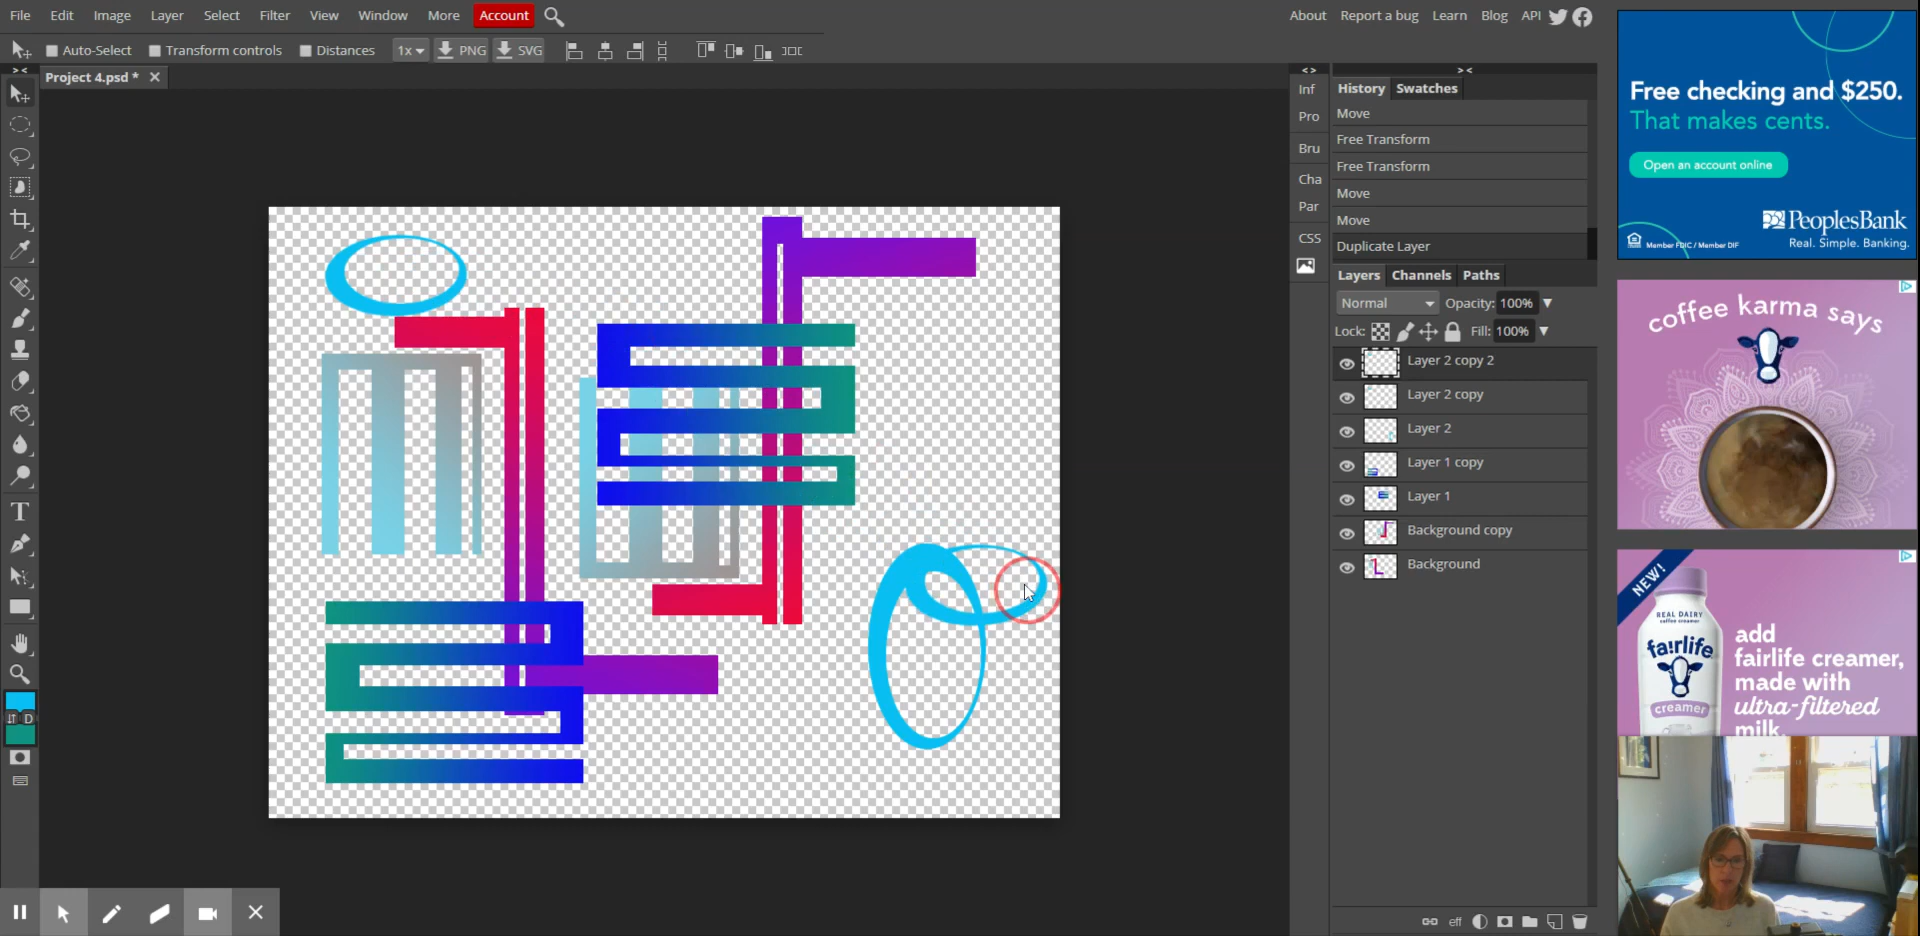 File Edit Image Layer Select Filter View Window More Account
About Report a bug Learn Blog API
Auto-Select Transform controls Distances 1x PNG SVG
Project 4.psd *
Inf
Pro
Bru
Cha
Par
CSS
History Swatches
Move
Free Transform
Free Transform
Move
Move
Duplicate Layer
Layers Channels Paths
Normal Opacity: 100%
Lock: Fill: 100%
Layer 2 copy 2
Layer 2 copy
Layer 2
Layer 1 copy
Layer 1
Background copy
Background
eff
D
Free checking and $250.
That makes cents.
Open an account online
PeoplesBank
Member FDIC / Member DIF
Real. Simple. Banking.
coffee karma says
NEW!
REAL DAIRY
coffee creamer
fa!rlife
creamer
add
fairlife creamer,
made with
ultra-filtered
milk.